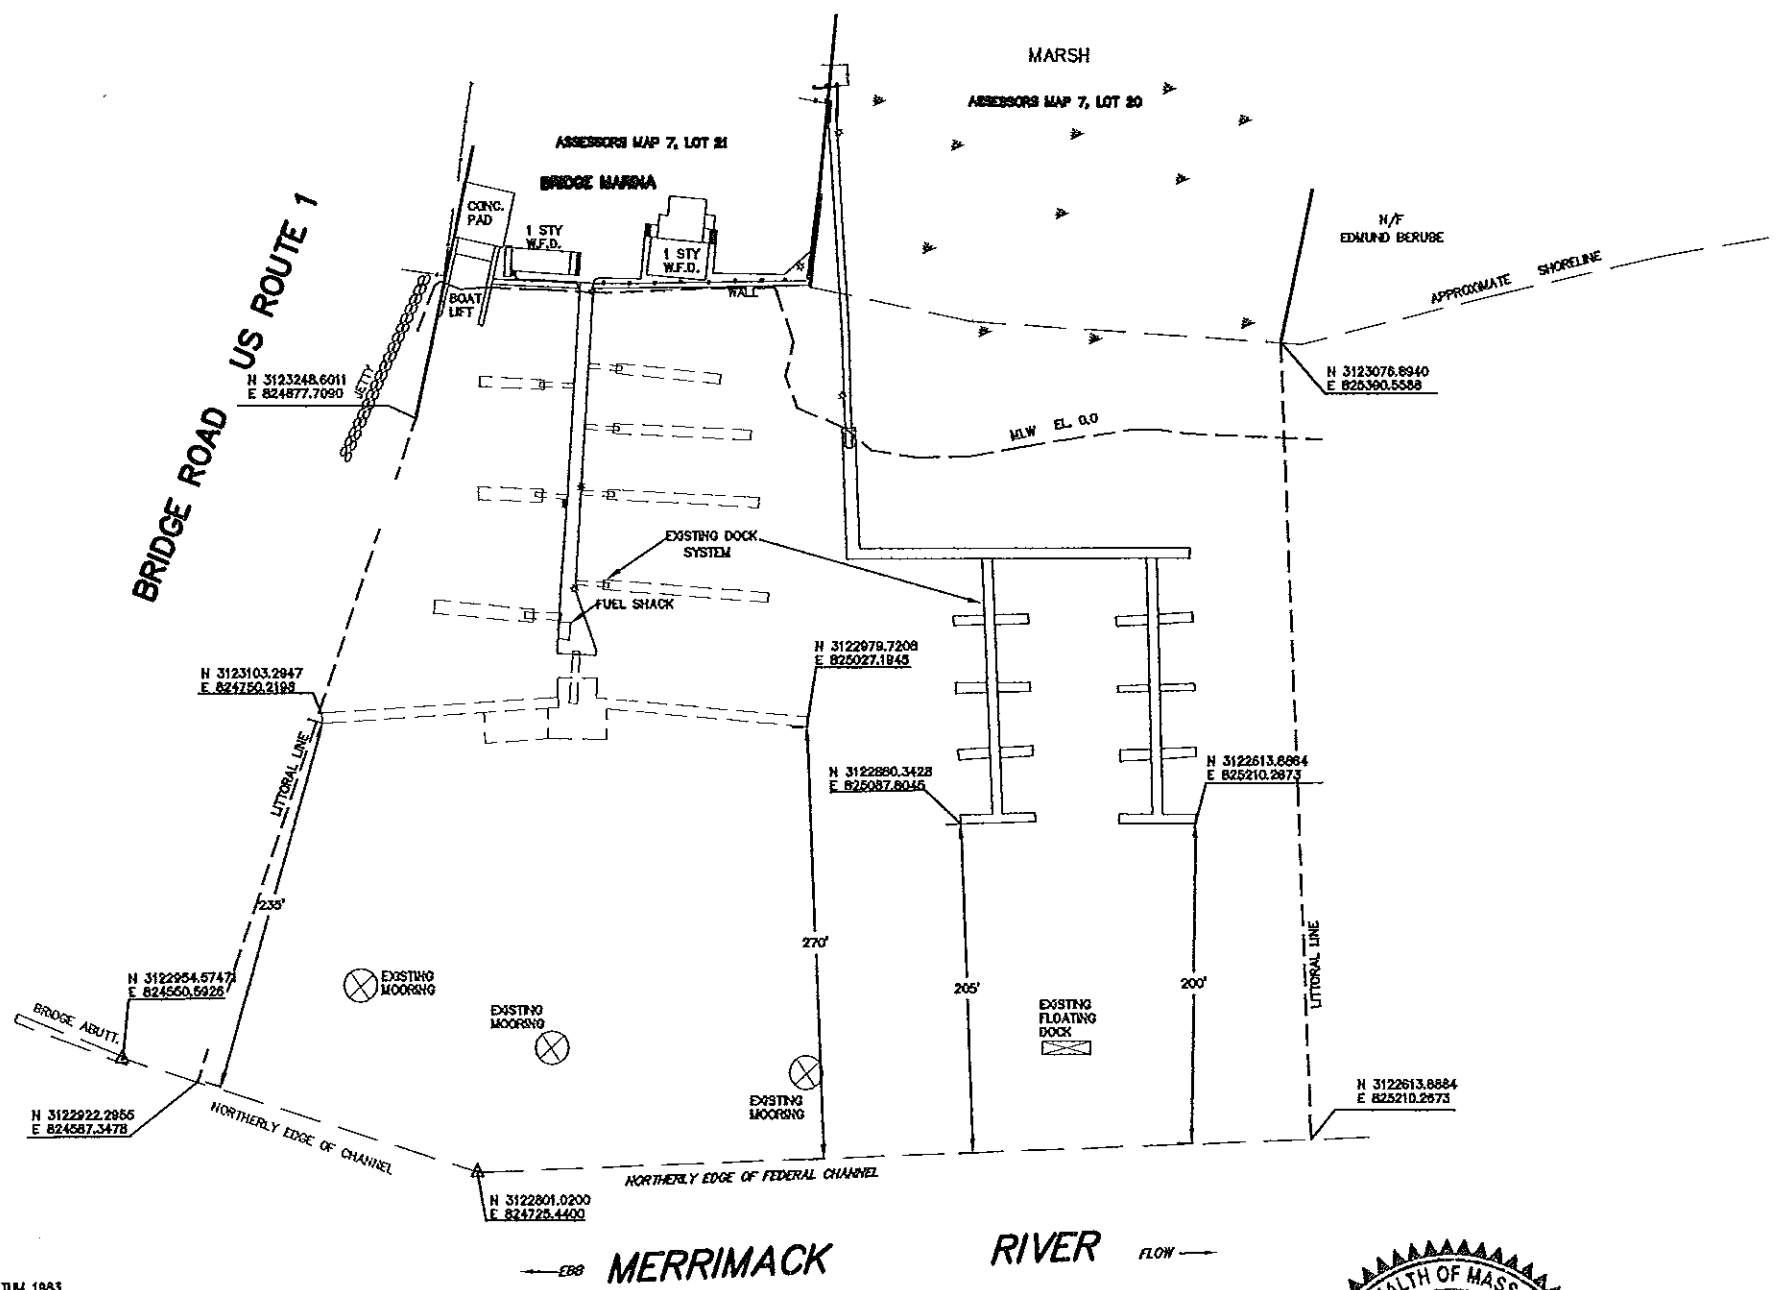 MARSH
ASSESSORS MAP 7, LOT 20
ASSESSORS MAP 7, LOT 21
BRIDGE MARINA
CONC.
PAD
1 STY
W.F.D.
1 STY
W.F.D.
N/F
EDMUND BERUBE
APPROXIMATE SHORELINE
BOAT
LIFT
WALL
BRIDGE ROAD US ROUTE 1
JETTY
N 3123248.6011
E 824877.7090
N 3123076.8940
E 825390.5588
MLW EL. 0.0
EXISTING DOCK
SYSTEM
FUEL SHACK
N 3122979.7208
E 825027.1945
N 3123103.2947
E 824750.2198
LITTORAL LINE
N 3122880.3428
E 825087.8045
N 3122613.8864
E 825210.2673
235'
270'
205'
200'
LITTORAL LINE
N 3122954.5747
E 824560.5926
EXISTING
MOORING
EXISTING
MOORING
EXISTING
FLOATING
DOCK
BRIDGE ABUTT.
EXISTING
MOORING
N 3122922.2955
E 824587.3478
N 3122613.8884
E 825210.2673
NORTHERLY EDGE OF CHANNEL
NORTHERLY EDGE OF FEDERAL CHANNEL
N 3122801.0200
E 824725.4400
EBB MERRIMACK RIVER FLOW
1983
ALTH OF MASS